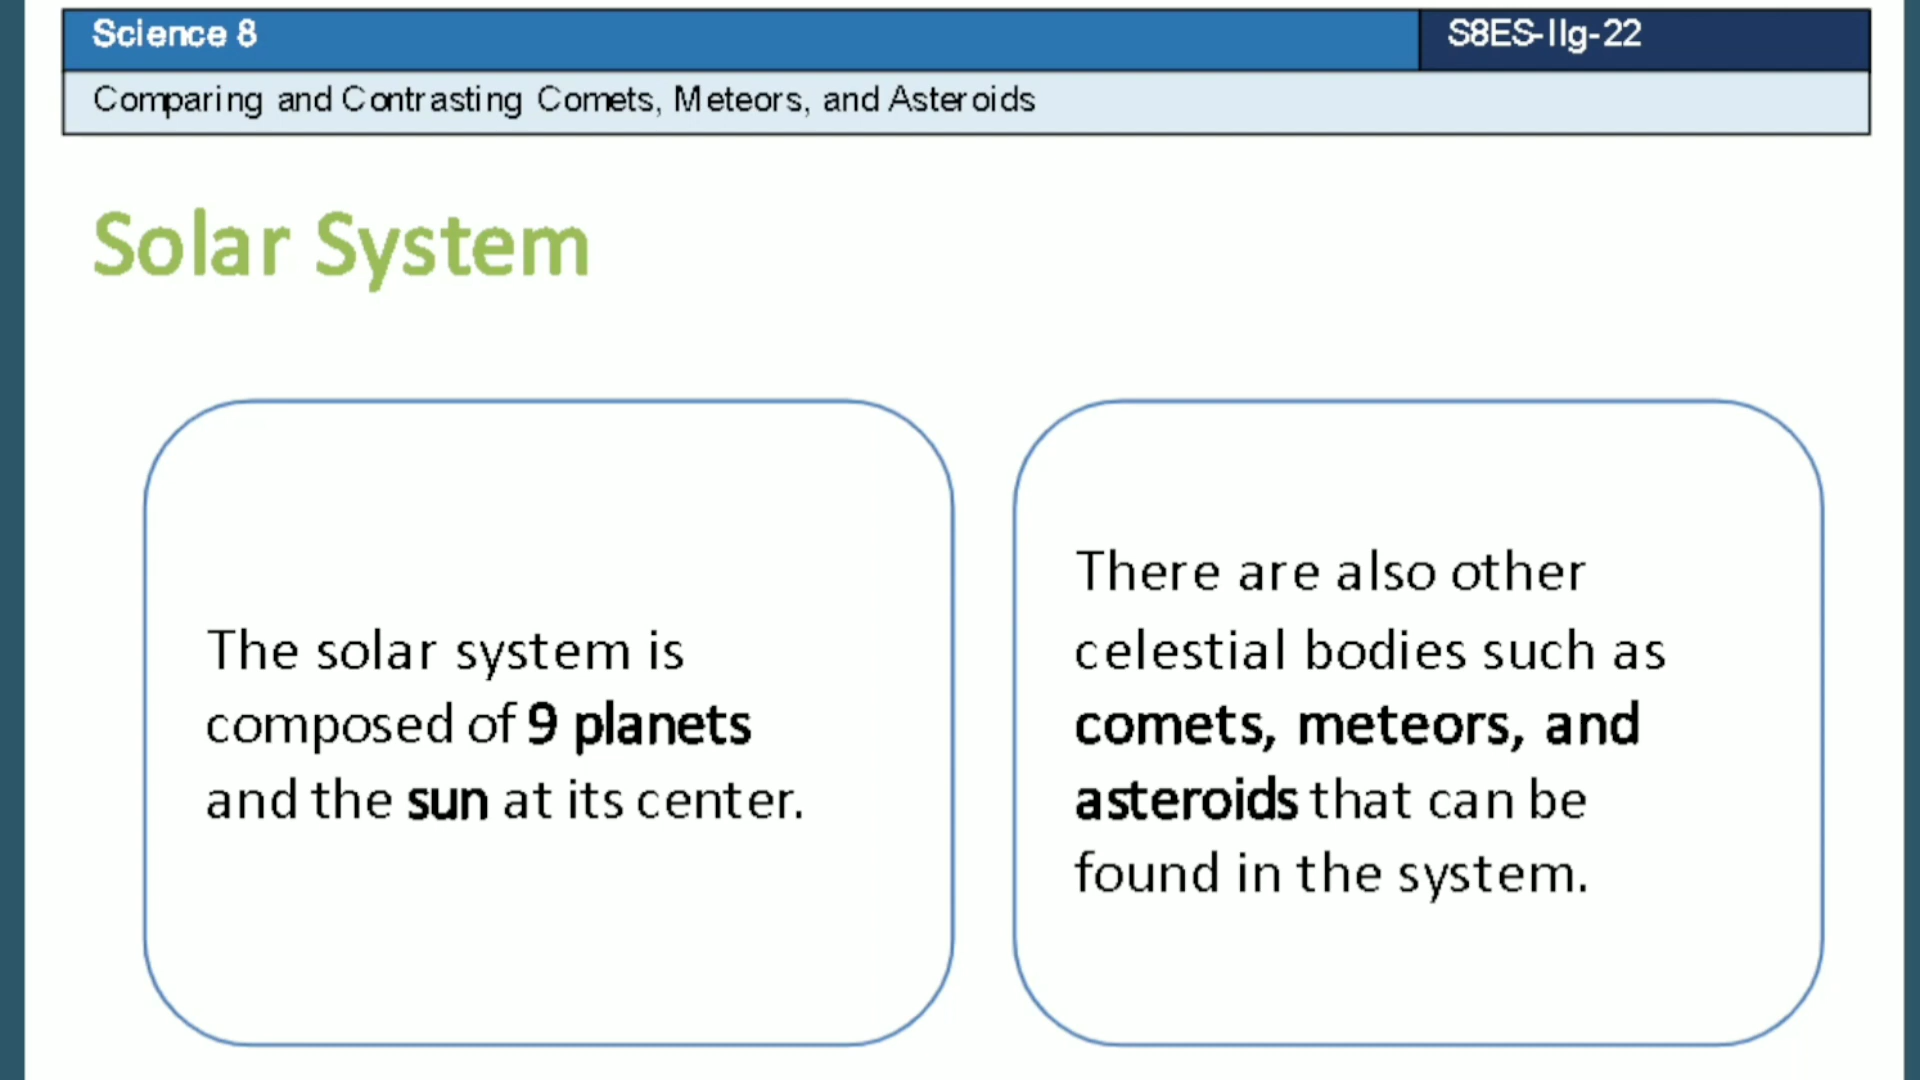 Science 8
S8ES-IIg-22
Comparing and Contrasting Comets, Meteors, and Asteroids
Solar System
The solar system is
composed of 9 planets
and the sun at its center.
There are also other
celestial bodies such as
comets, meteors, and
asteroids that can be
found in the system.